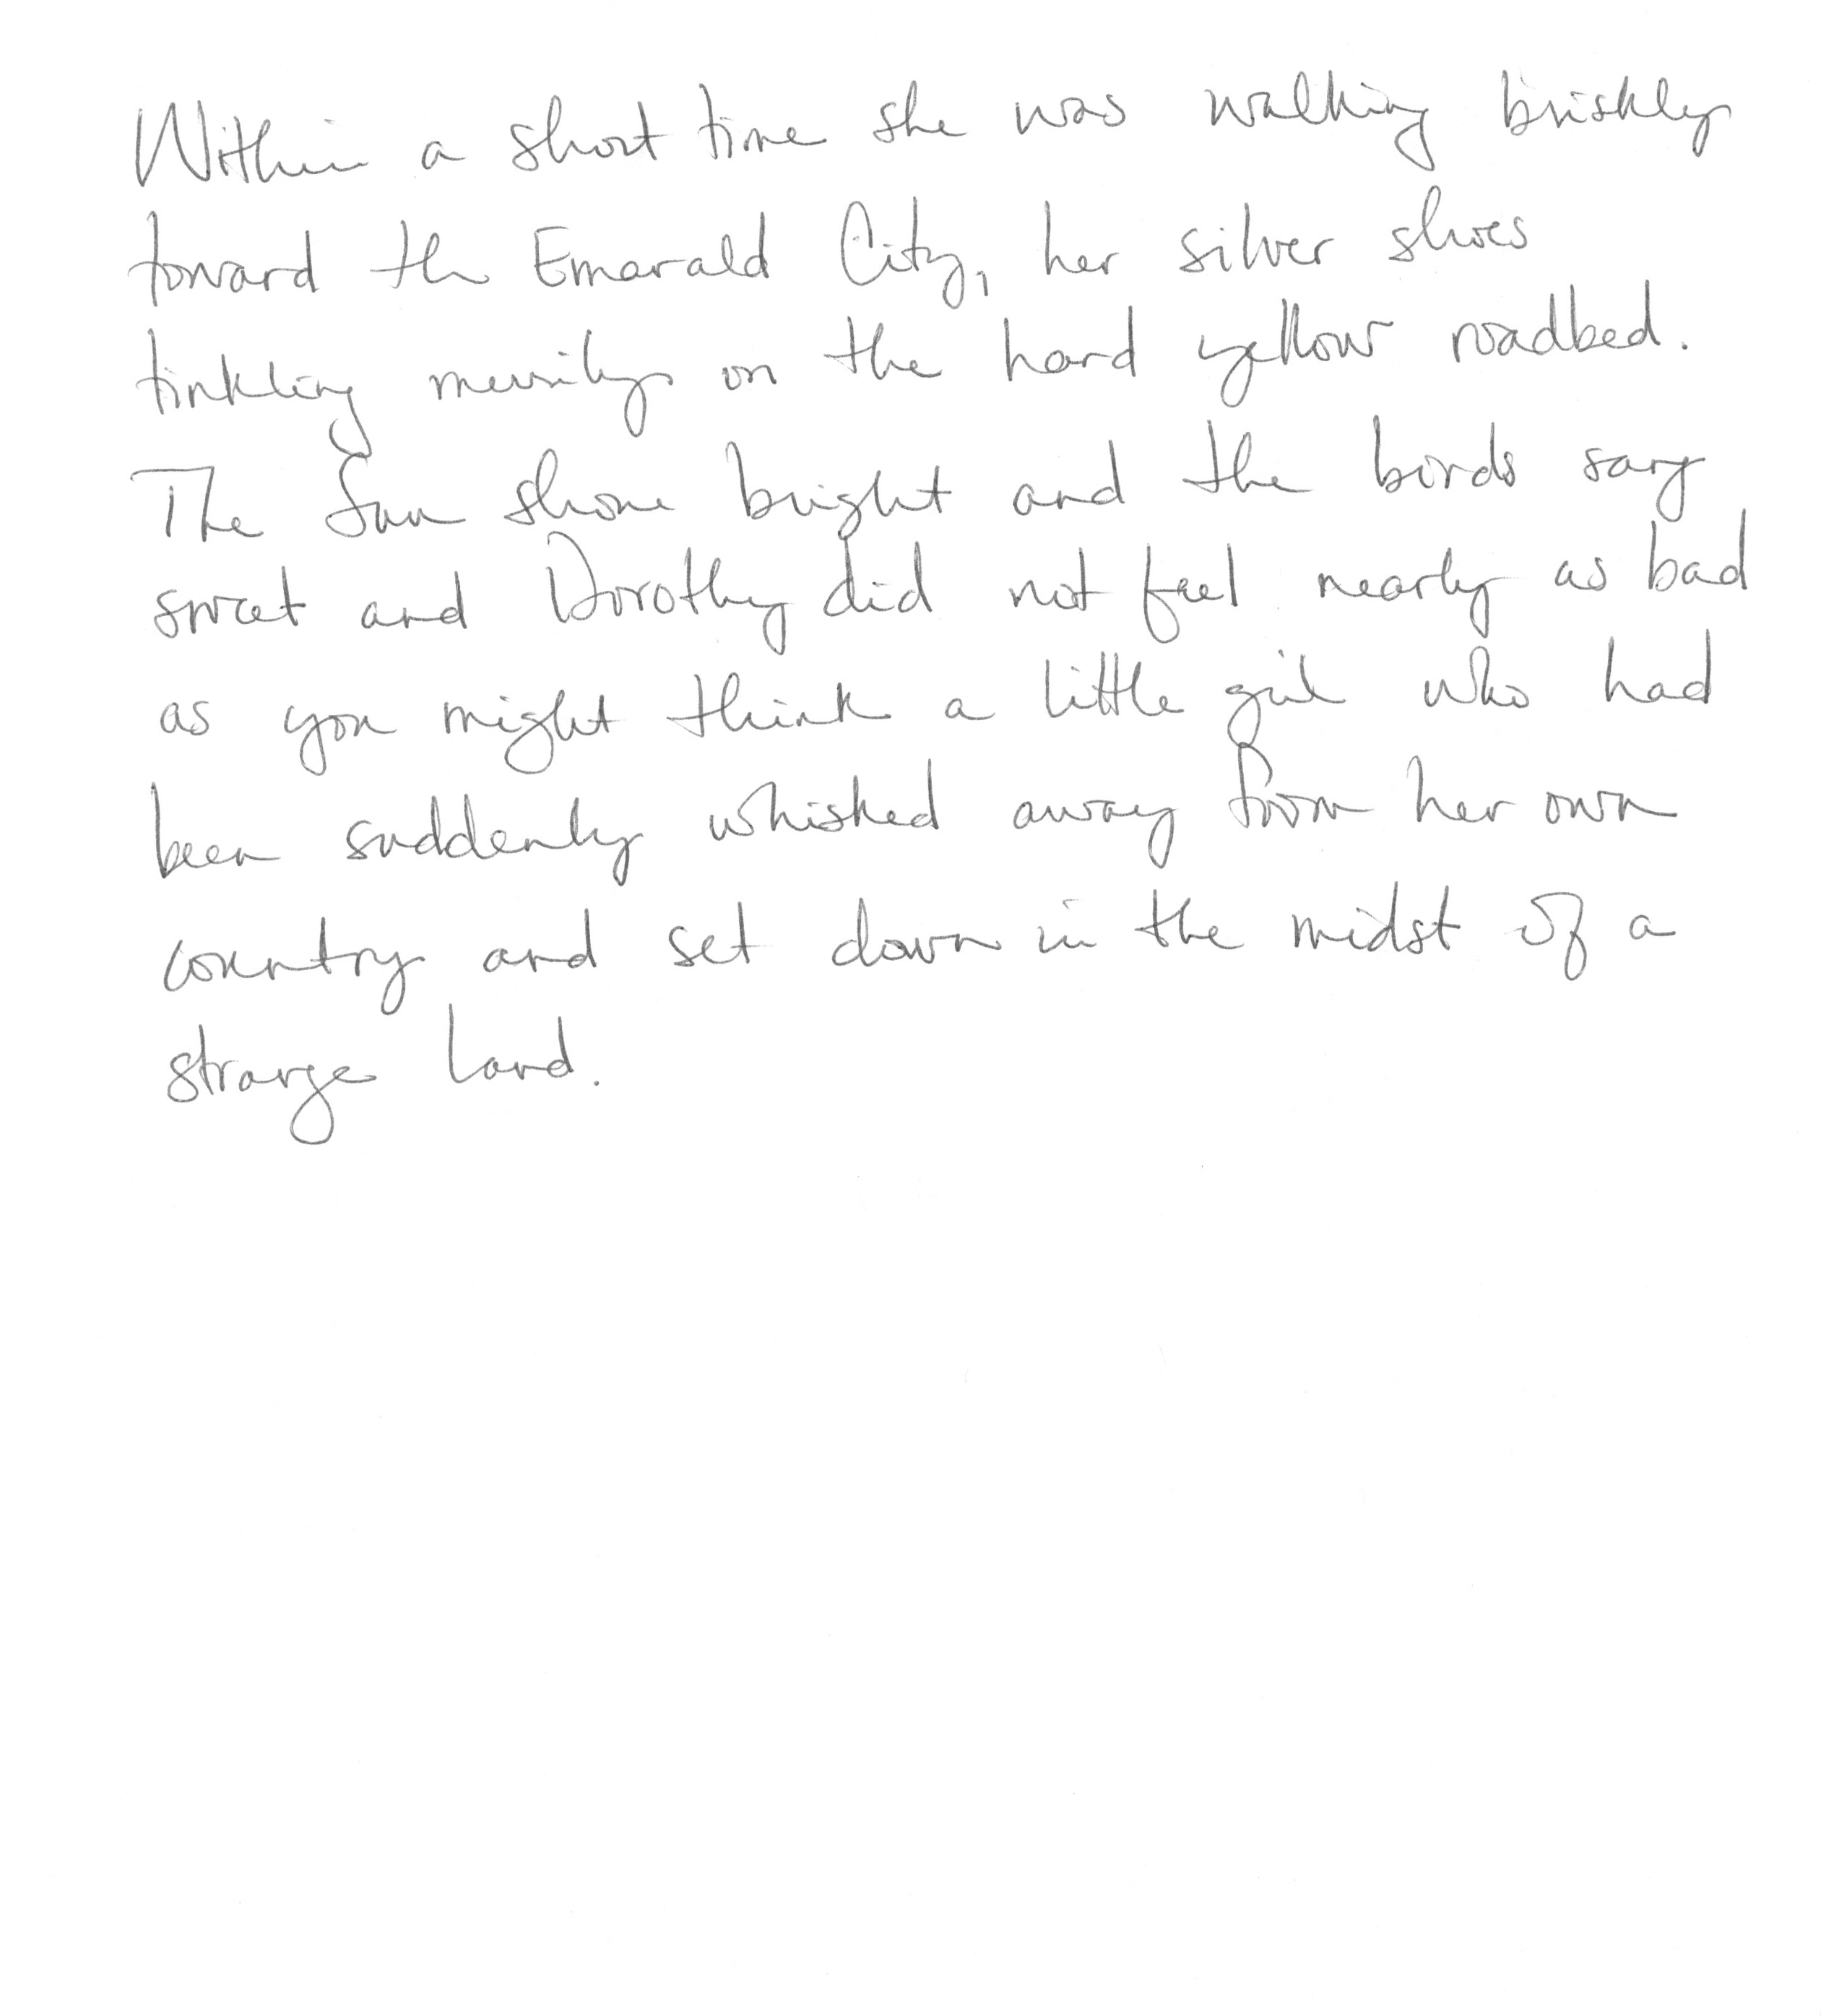 Within a short time she was walking briskly
toward the Emerald City, her silver shoes
tinkling merrily on the hard yellow roadbed.
The Sun shone bright and the birds sang
sweet and Dorothy did not feel nearly as bad
as you might think a little girl who had
been suddenly whisked away from her own
country and set down in the midst of a
strange land.